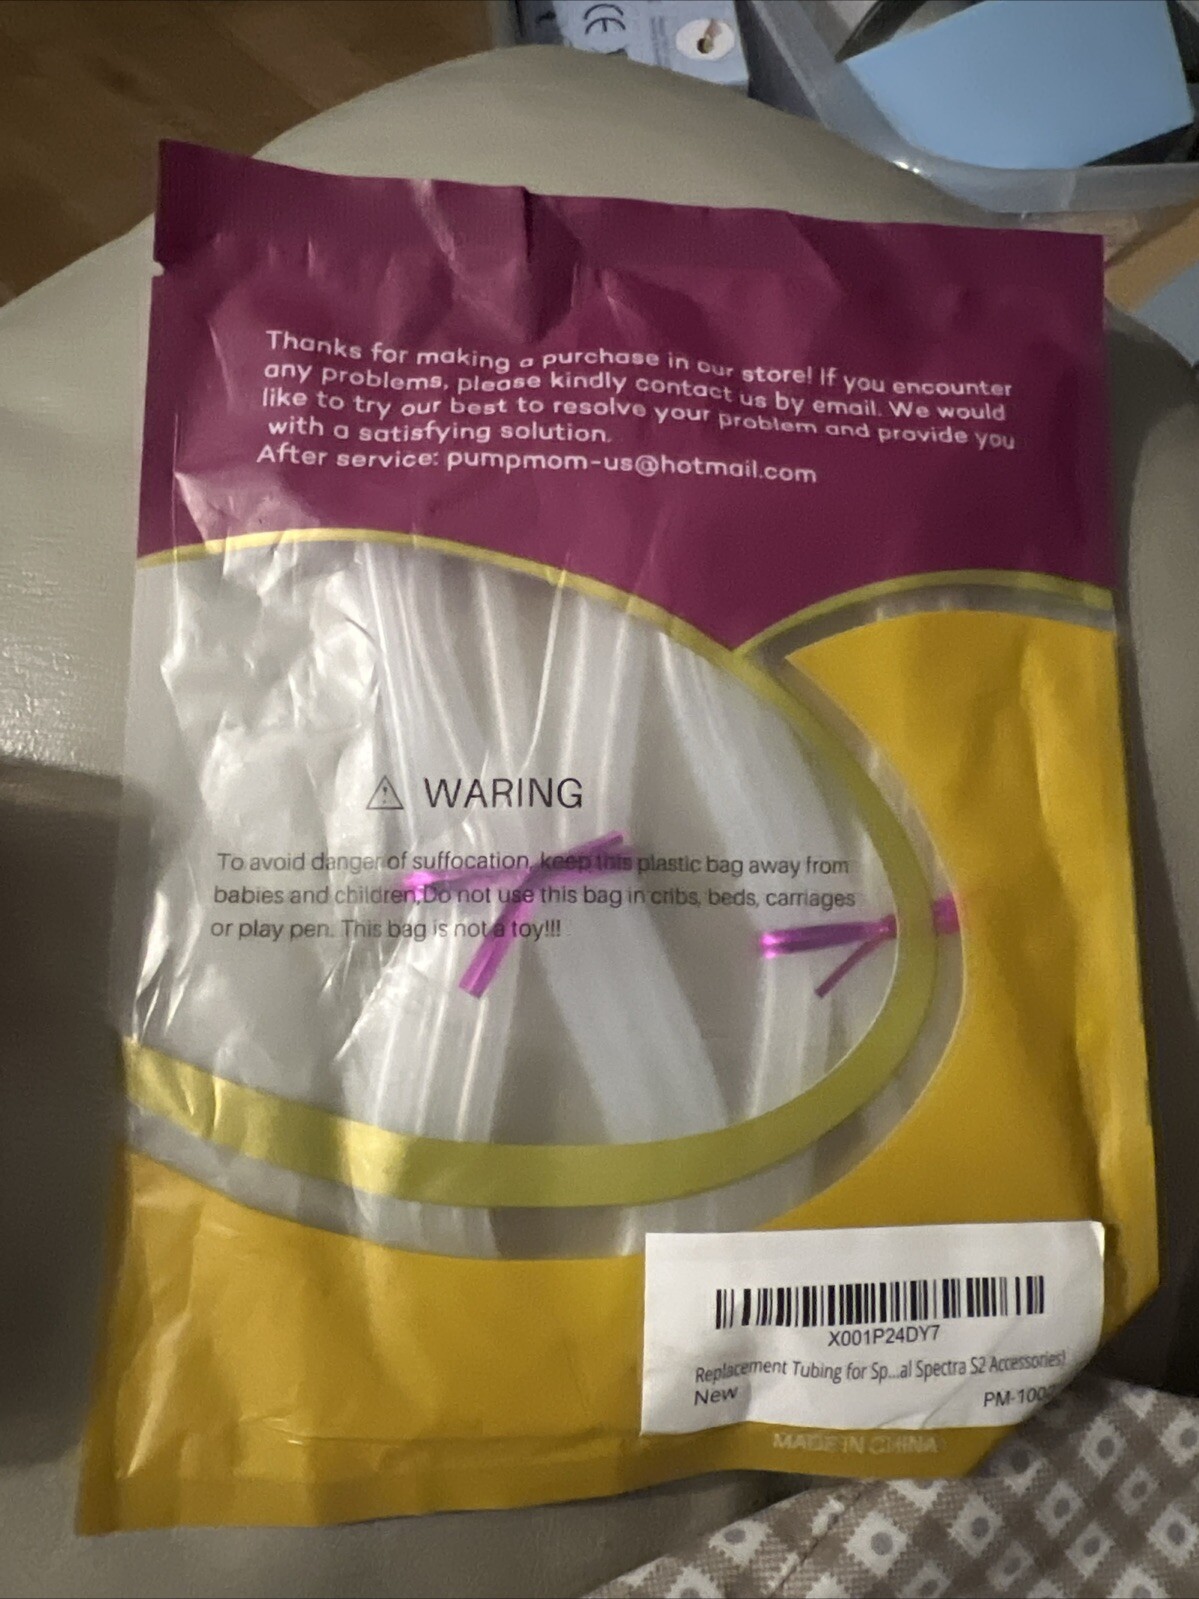 CE
Thanks for making a purchase in our store! If you encounter
any problems, please kindly contact us by email. We would
like to try our best to resolve your problem and provide you
with a satisfying solution.
After service: pumpmom-us@hotmail.com
WARING
To avoid danger of suffocation, keep this plastic bag away from
babies and children.Do not use this bag in cribs, beds, carriages
or play pen. This bag is not a toy!!!
X001P24DY7
Replacement Tubing for Sp...al Spectra S2 Accessories!
New
MADE IN CHINA